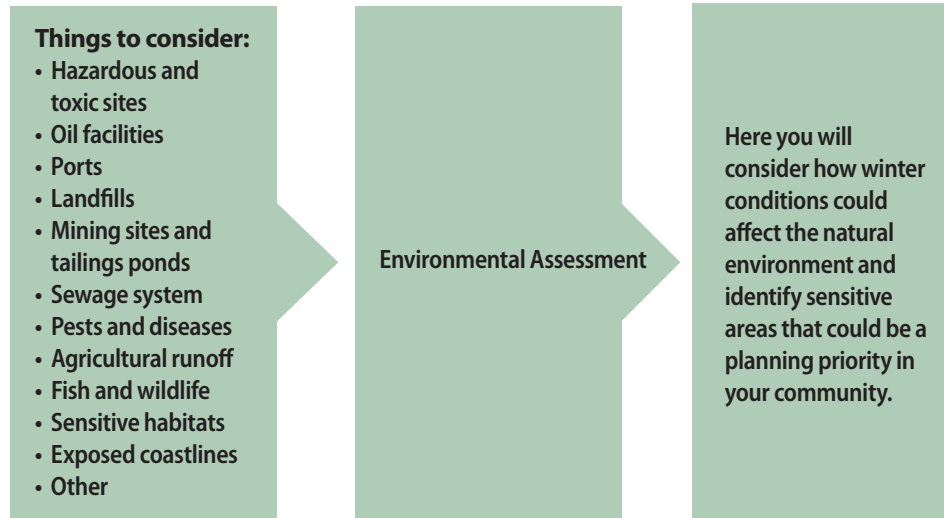 Things to consider:
• Hazardous and
toxic sites
• Oil facilities
• Ports
• Landfills
• Mining sites and
tailings ponds
• Sewage system
• Pests and diseases
• Agricultural runoff
• Fish and wildlife
• Sensitive habitats
• Exposed coastlines
• Other
Environmental Assessment
Here you will
consider how winter
conditions could
affect the natural
environment and
identify sensitive
areas that could be a
planning priority in
your community.